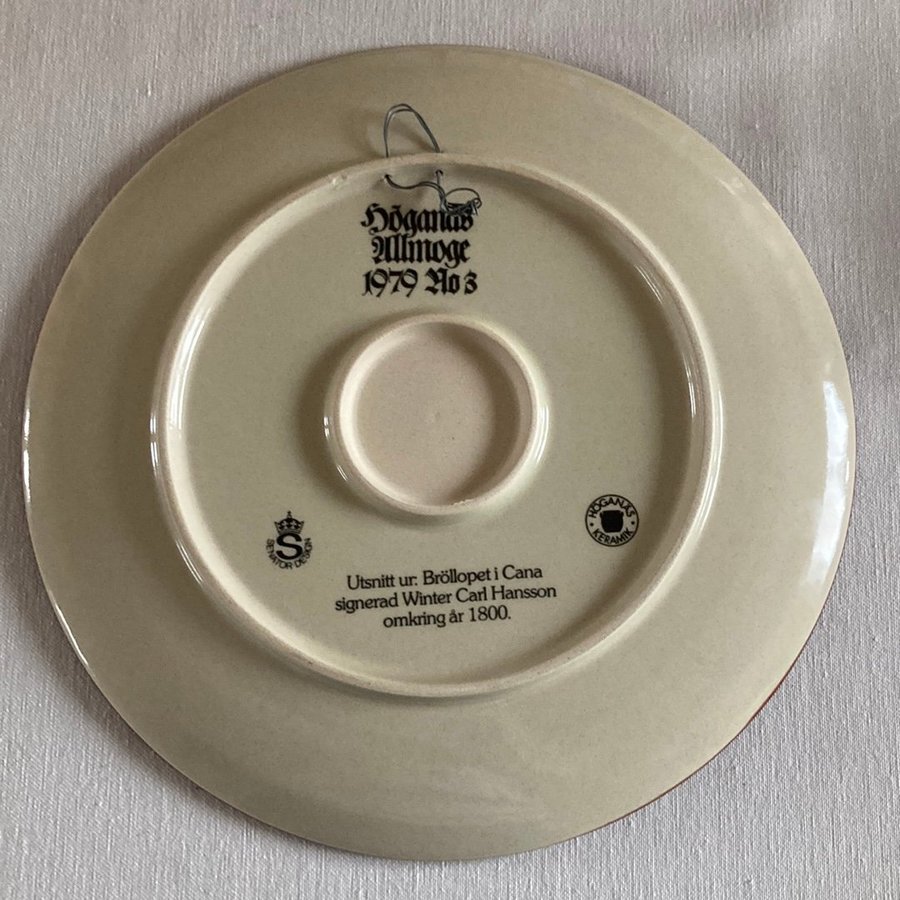 Höganäs
Allmoge
1979 No 3
S
SENATOR DESIGN
HÖGANÄS
KERAMIK
Utsnitt ur: Bröllopet i Cana
signerad Winter Carl Hansson
omkring år 1800.